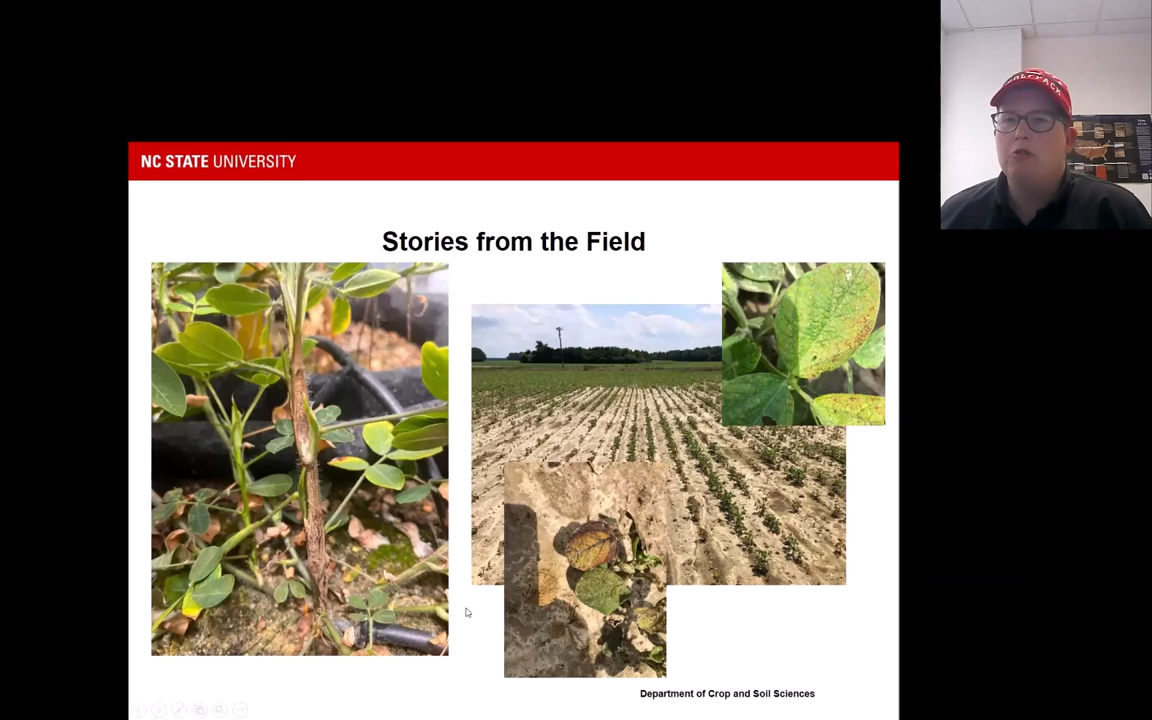 NC STATE UNIVERSITY
Stories from the Field
Department of Crop and Soil Sciences